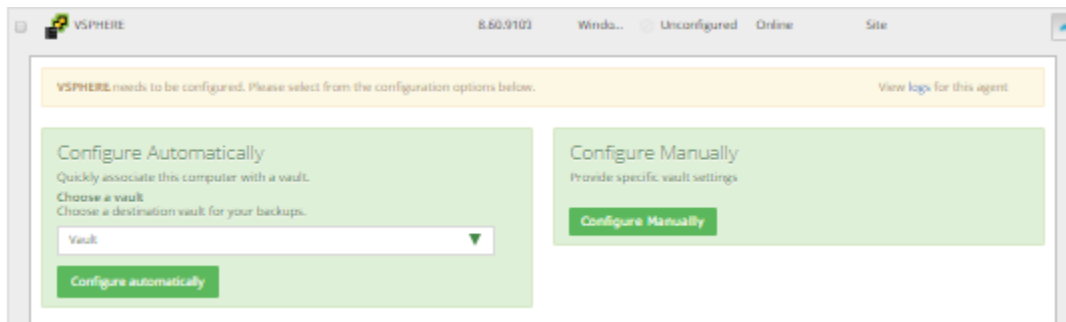 VSPHERE 8.60.9103 Windo... Unconfigured Online Site
VSPHERE needs to be configured. Please select from the configuration options below. View logs for this agent
Configure Automatically
Quickly associate this computer with a vault.
Choose a vault
Choose a destination vault for your backups.
Vault
Configure automatically
Configure Manually
Provide specific vault settings
Configure Manually